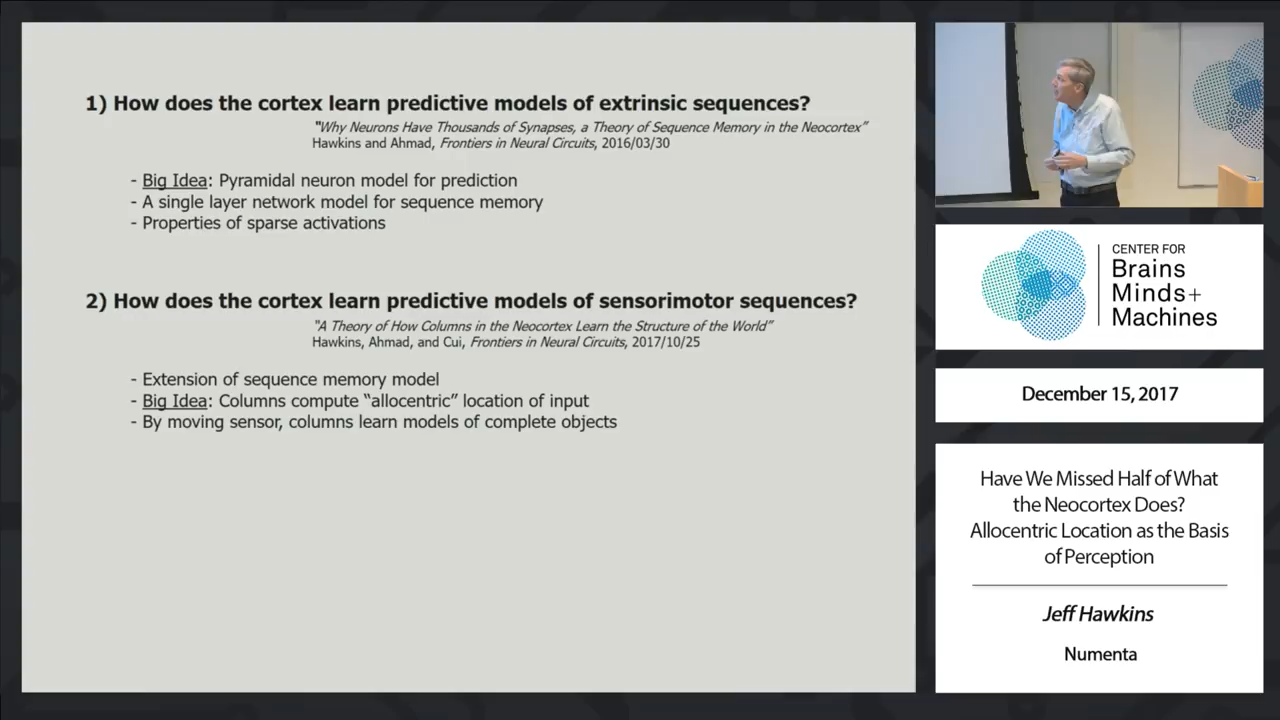 1) How does the cortex learn predictive models of extrinsic sequences?
"Why Neurons Have Thousands of Synapses, a Theory of Sequence Memory in the Neocortex"
Hawkins and Ahmad, Frontiers in Neural Circuits, 2016/03/30
- Big Idea: Pyramidal neuron model for prediction
- A single layer network model for sequence memory
- Properties of sparse activations
2) How does the cortex learn predictive models of sensorimotor sequences?
"A Theory of How Columns in the Neocortex Learn the Structure of the World"
Hawkins, Ahmad, and Cui, Frontiers in Neural Circuits, 2017/10/25
- Extension of sequence memory model
- Big Idea: Columns compute "allocentric" location of input
- By moving sensor, columns learn models of complete objects
CENTER FOR
Brains
Minds+
Machines
December 15, 2017
Have We Missed Half of What
the Neocortex Does?
Allocentric Location as the Basis
of Perception
Jeff Hawkins
Numenta